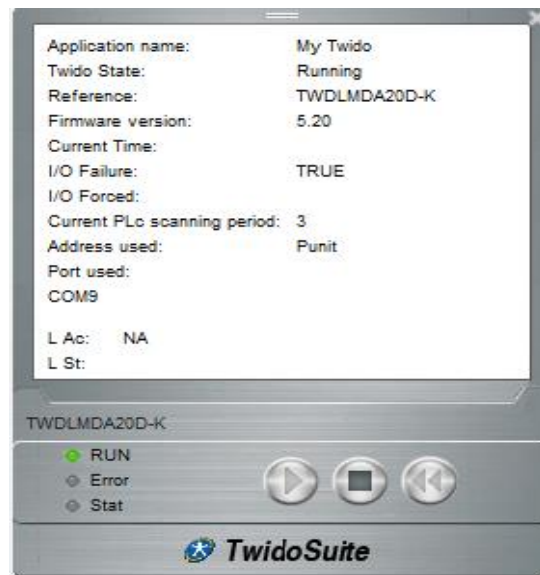 Application name: My Twido
Twido State: Running
Reference: TWDLMDA20D-K
Firmware version: 5.20
Current Time:
I/O Failure: TRUE
I/O Forced:
Current PLc scanning period: 3
Address used: Punit
Port used:
COM9
L Ac: NA
L St:
TWDLMDA20D-K
RUN
Error
Stat
TwidoSuite